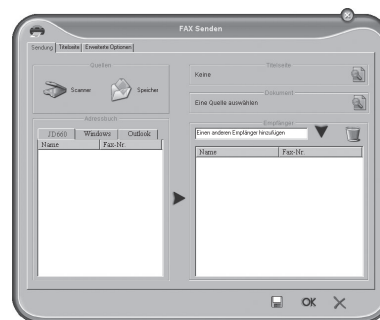 FAX Senden
Sendung Titelseite Erweiterte Optionen
Quellen
Scanner Speicher
Adressbuch
JD660 Windows Outlook
Name Fax-Nr.
Titelseite
Keine
Dokument
Eine Quelle auswählen
Empfänger
Einen anderen Empfänger hinzufügen
Name Fax-Nr.
OK